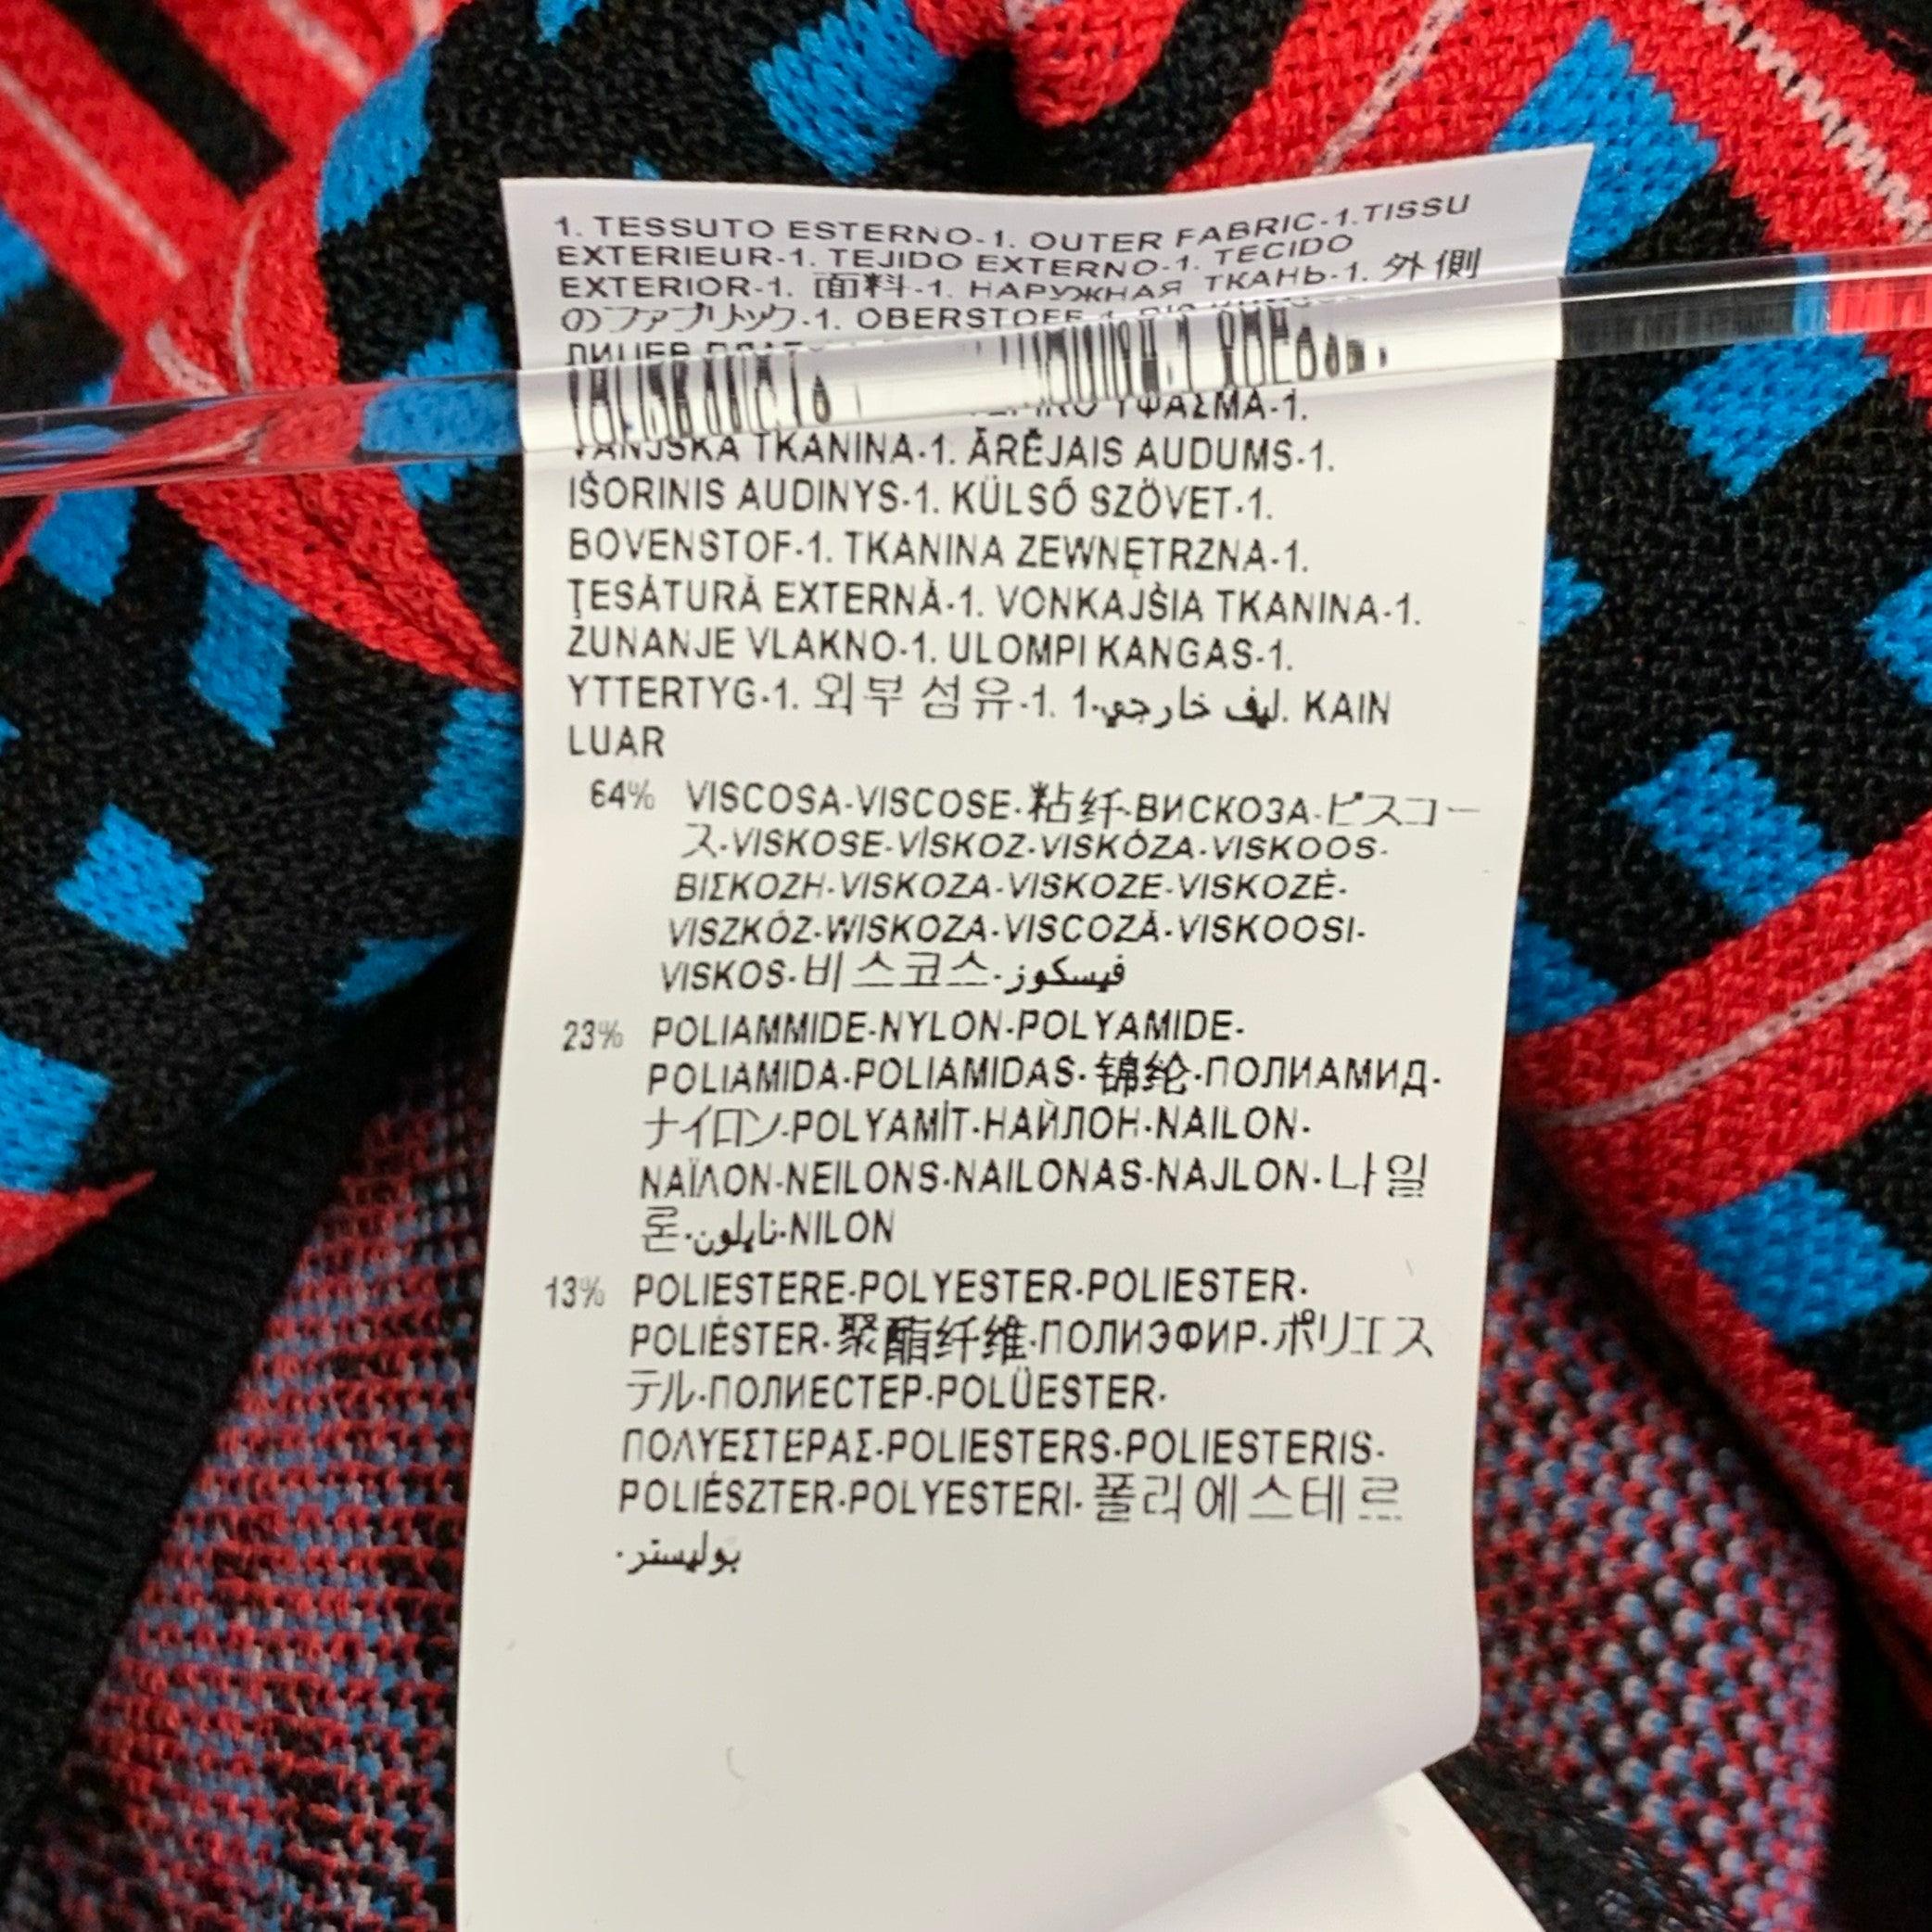 1. TESSUTO ESTERNO-1. OUTER FABRIC-1.TISSU
EXTERIEUR-1. TEJIDO EXTERNO-1. TECIDO
EXTERIOR-1. 面料-1. НАРУЖНАЯ ТКАНЬ-1. 外側
のファブリック-1. OBERSTOFF-1.
ΥΦΑΣΜΑ-1.
VANJSKA TKANINA-1. ĀRĒJAIS AUDUMS-1.
IŠORINIS AUDINYS-1. KÜLSŐ SZÖVET-1.
BOVENSTOF-1. TKANINA ZEWNĘTRZNA-1.
ŢESĂTURĂ EXTERNĂ-1. VONKAJŠIA TKANINA-1.
ZUNANJE VLAKNO-1. ULOMPI KANGAS-1.
YTTERTYG-1. 외부 섬유-1. ليف خارجي-1. KAIN
LUAR
64% VISCOSA-VISCOSE-粘纤-ВИСКОЗА-ビスコー
ス-VISKOSE-VİSKOZ-VISKÓZA-VISKOOS-
ΒΙΣΚΟΖΗ-VISKOZA-VISKOZE-VISKOZĖ-
VISZKÓZ-WISKOZA-VISCOZĂ-VISKOOSI-
VISKOS-비스코스-فيسكوز
23% POLIAMMIDE-NYLON-POLYAMIDE-
POLIAMIDA-POLIAMIDAS-锦纶-ПОЛИАМИД-
ナイロン-POLYAMİT-НАЙЛОН-NAILON-
ΝΑΪΛΟΝ-NEILONS-NAILONAS-NAJLON-나일
론-نايلون-NILON
13% POLIESTERE-POLYESTER-POLIESTER-
POLIÉSTER-聚酯纤维-ПОЛИЭФИР-ポリエス
テル-ПОЛИЕСТЕР-POLÜESTER-
ΠΟΛΥΕΣΤΕΡΑΣ-POLIESTERS-POLIESTERIS-
POLIÉSZTER-POLYESTERI-폴리에스테르
-بوليستر